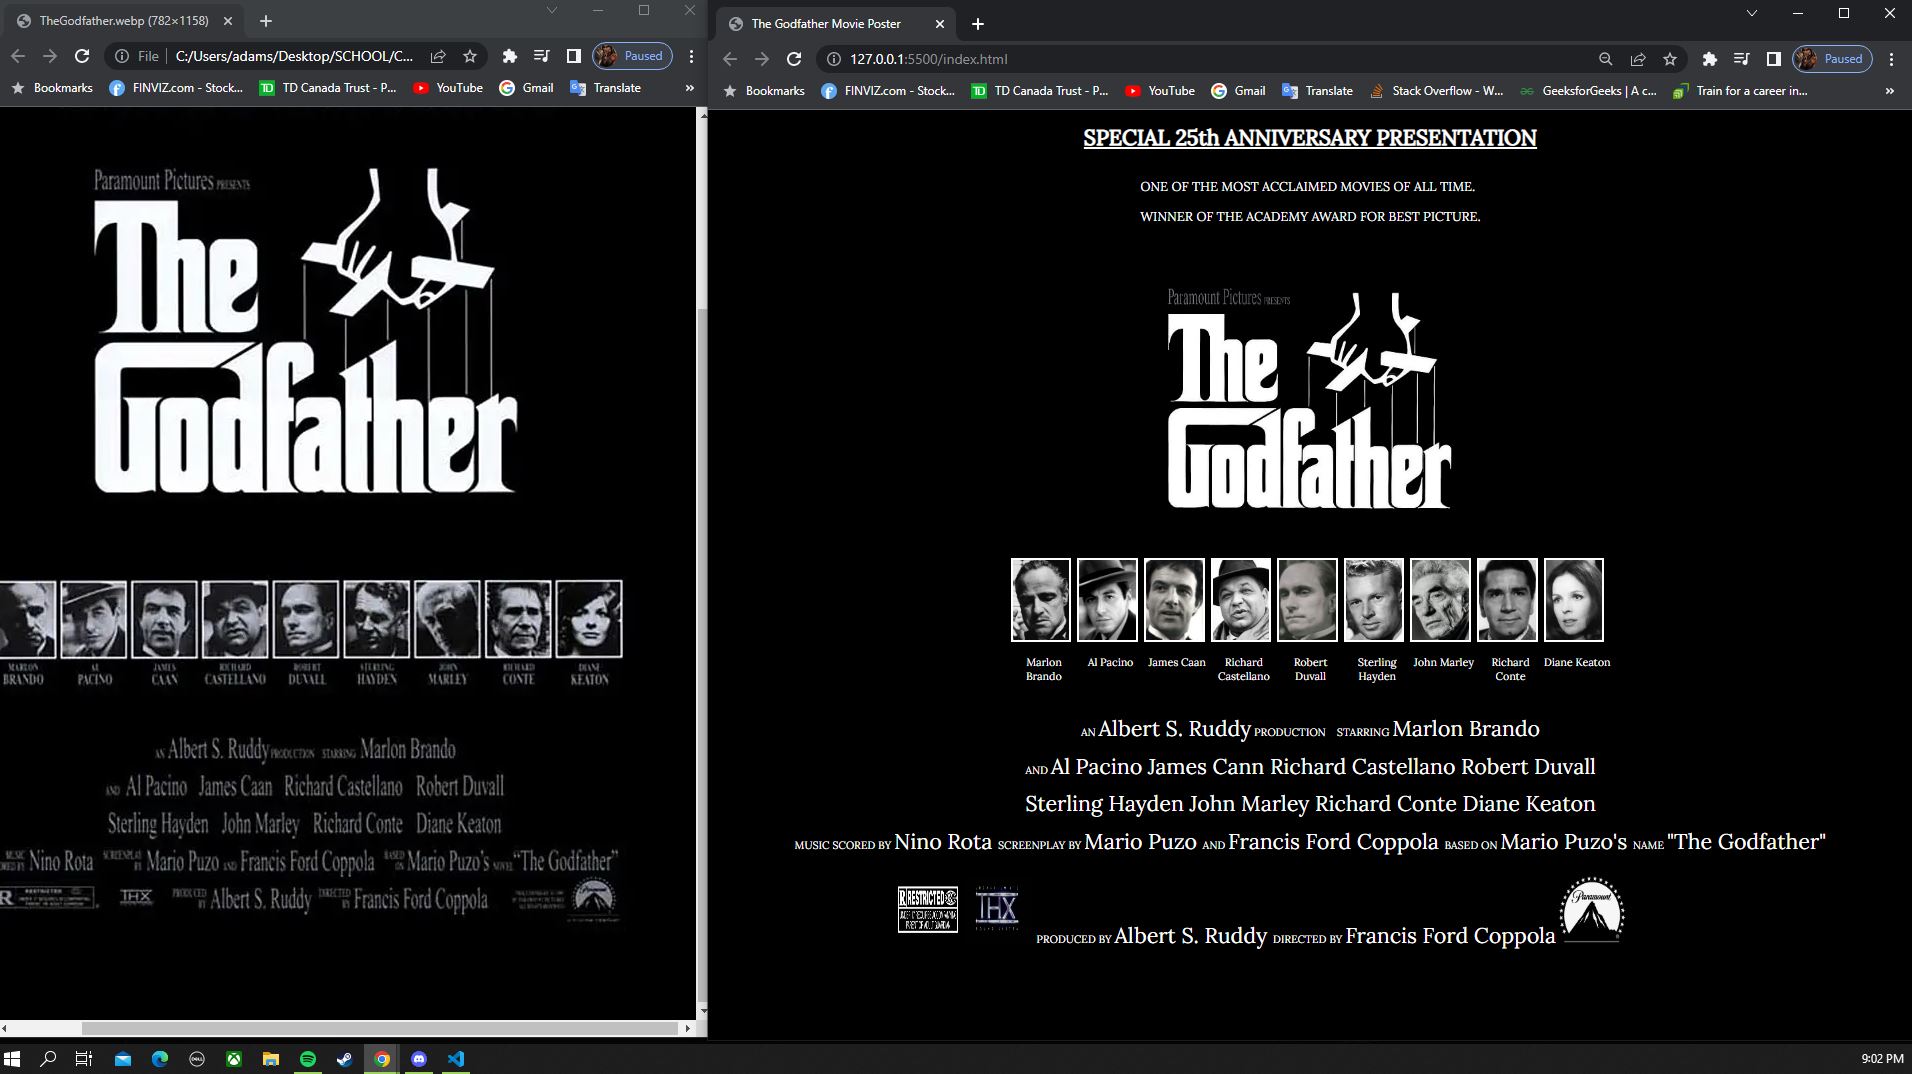 TheGodfather.webp (782×1158)
File
C:/Users/adams/Desktop/SCHOOL/C...
Paused
Bookmarks
FINVIZ.com - Stock...
TD Canada Trust - P...
YouTube
Gmail
Translate
»
Paramount Pictures PRESENTS
The
Godfather
MARLON BRANDO
AL PACINO
JAMES CAAN
RICHARD CASTELLANO
ROBERT DUVALL
STERLING HAYDEN
JOHN MARLEY
RICHARD CONTE
DIANE KEATON
AN Albert S. Ruddy PRODUCTION STARRING Marlon Brando
AND Al Pacino James Caan Richard Castellano Robert Duvall
Sterling Hayden John Marley Richard Conte Diane Keaton
Nino Rota SCREENPLAY BY Mario Puzo AND Francis Ford Coppola BASED ON Mario Puzo's NOVEL "The Godfather"
R RESTRICTED THX PRODUCED BY Albert S. Ruddy DIRECTED BY Francis Ford Coppola
The Godfather Movie Poster
127.0.0.1:5500/index.html
Paused
Bookmarks
FINVIZ.com - Stock...
TD Canada Trust - P...
YouTube
Gmail
Translate
Stack Overflow - W...
GeeksforGeeks | A c...
Train for a career in...
»
SPECIAL 25th ANNIVERSARY PRESENTATION
ONE OF THE MOST ACCLAIMED MOVIES OF ALL TIME.
WINNER OF THE ACADEMY AWARD FOR BEST PICTURE.
Paramount Pictures PRESENTS
The
Godfather
Marlon Brando
Al Pacino
James Caan
Richard Castellano
Robert Duvall
Sterling Hayden
John Marley
Richard Conte
Diane Keaton
AN Albert S. Ruddy PRODUCTION STARRING Marlon Brando
AND Al Pacino James Cann Richard Castellano Robert Duvall
Sterling Hayden John Marley Richard Conte Diane Keaton
MUSIC SCORED BY Nino Rota SCREENPLAY BY Mario Puzo AND Francis Ford Coppola BASED ON Mario Puzo's NAME "The Godfather"
R RESTRICTED
THX
Paramount
PRODUCED BY Albert S. Ruddy DIRECTED BY Francis Ford Coppola
9:02 PM